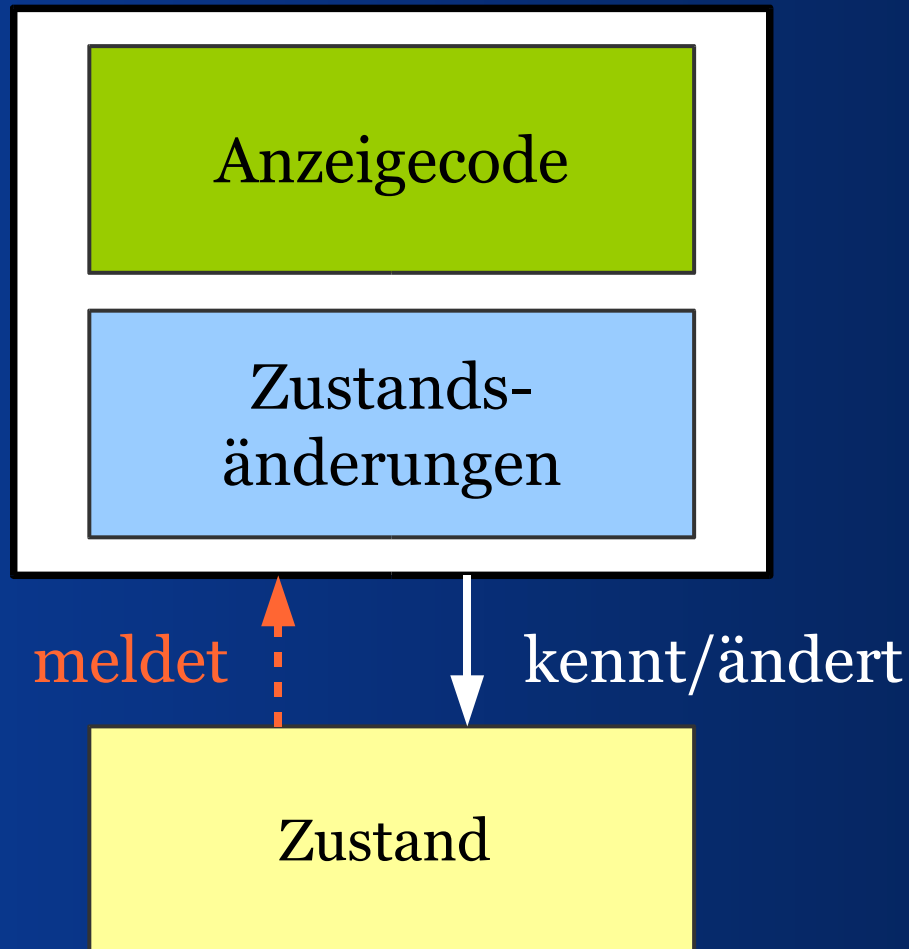 Anzeigecode
Zustands-
änderungen
meldet
kennt/ändert
Zustand